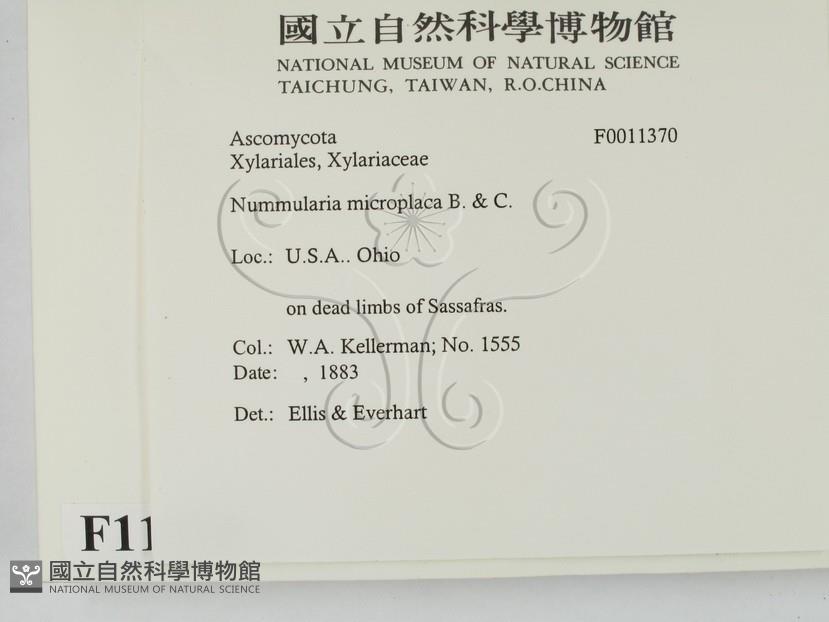 國立自然科學博物館
NATIONAL MUSEUM OF NATURAL SCIENCE
TAICHUNG, TAIWAN, R.O.CHINA
Ascomycota F0011370
Xylariales, Xylariaceae
Nummularia microplaca B. & C.
Loc.: U.S.A.. Ohio
on dead limbs of Sassafras.
Col.: W.A. Kellerman; No. 1555
Date: , 1883
Det.: Ellis & Everhart
F11
國立自然科學博物館
NATIONAL MUSEUM OF NATURAL SCIENCE